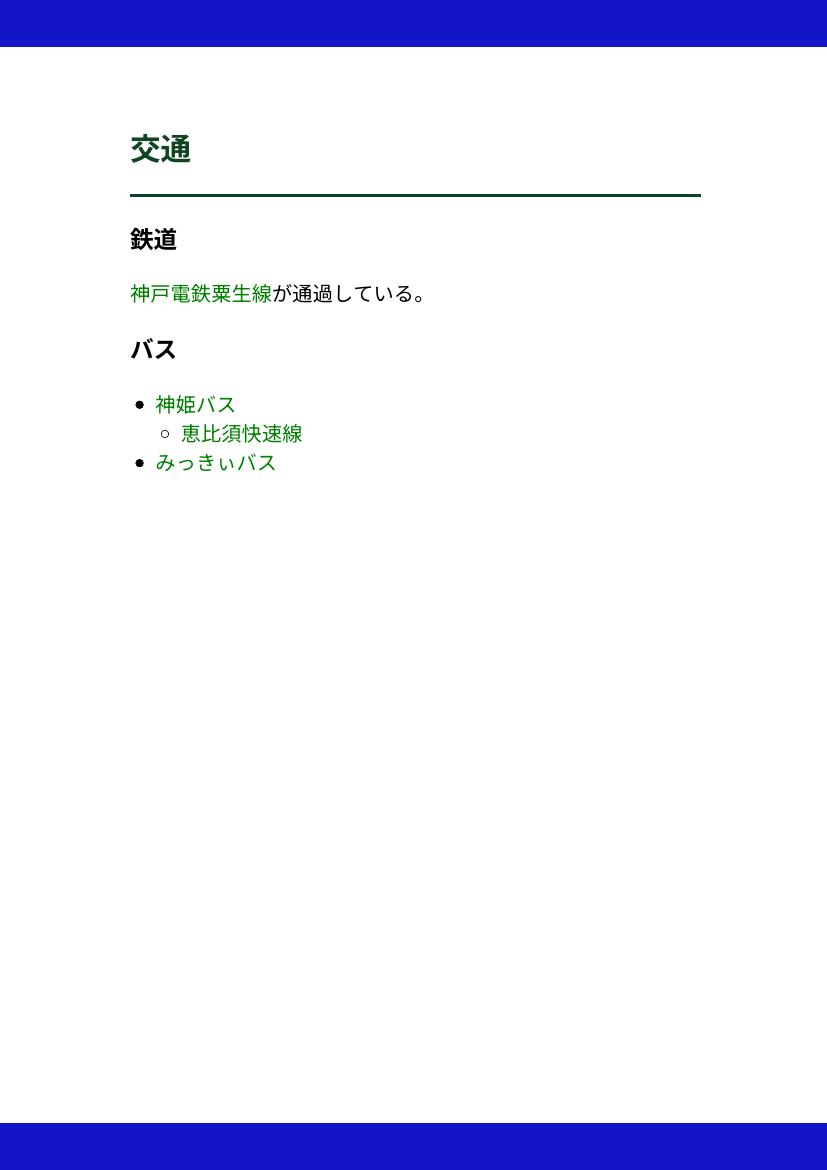 交通
鉄道
神戸電鉄粟生線が通過している。
バス
神姫バス
恵比須快速線
みっきぃバス